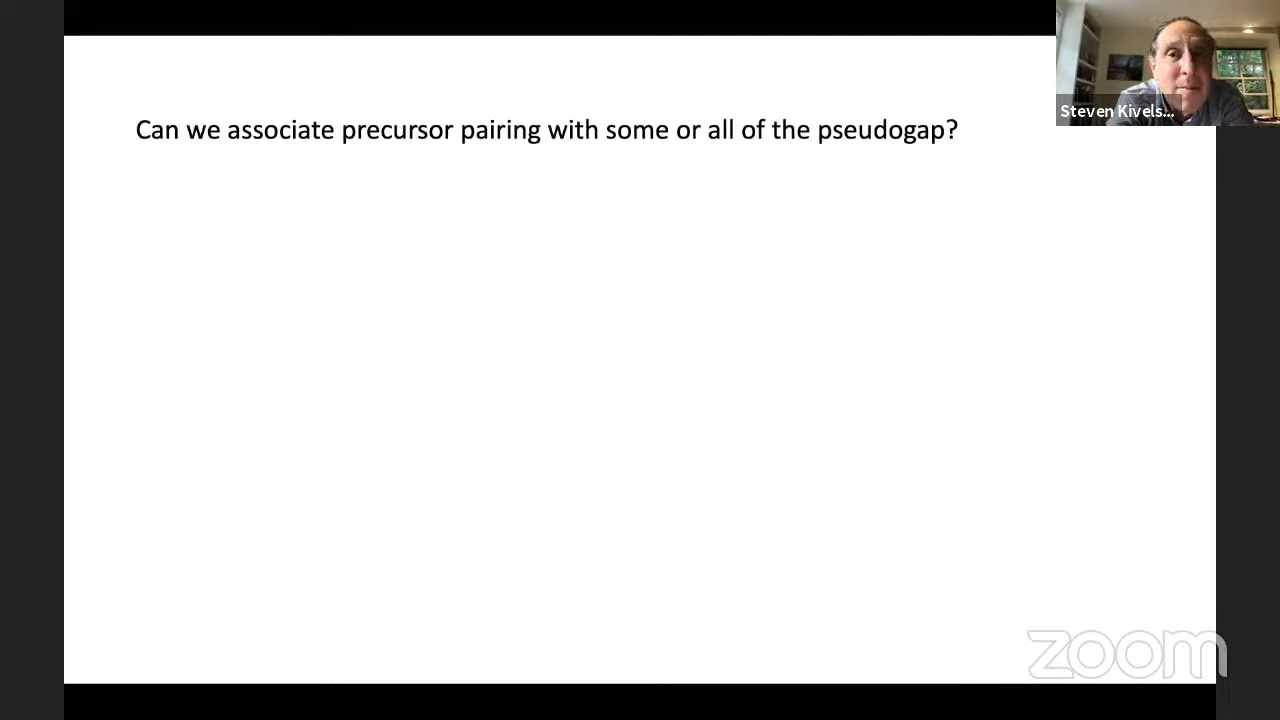 Can we associate precursor pairing with some or all of the pseudogap?
Steven Kivels...
zoom